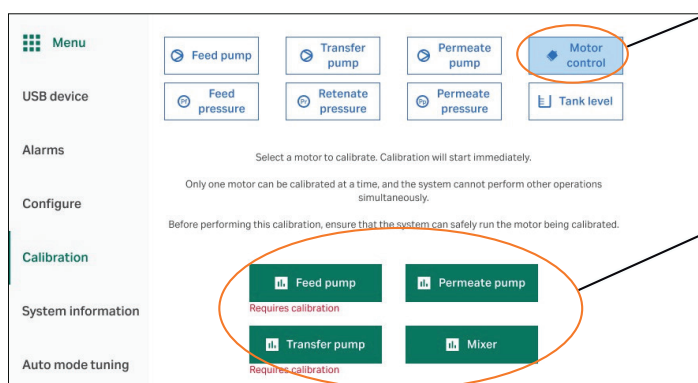 Menu
USB device
Alarms
Configure
Calibration
System information
Auto mode tuning
Feed pump
Transfer
pump
Permeate
pump
Motor
control
Pf
Feed
pressure
Pr
Retenate
pressure
Pp
Permeate
pressure
Tank level
Select a motor to calibrate. Calibration will start immediately.
Only one motor can be calibrated at a time, and the system cannot perform other operations
simultaneously.
Before performing this calibration, ensure that the system can safely run the motor being calibrated.
Feed pump
Requires calibration
Permeate pump
Transfer pump
Requires calibration
Mixer